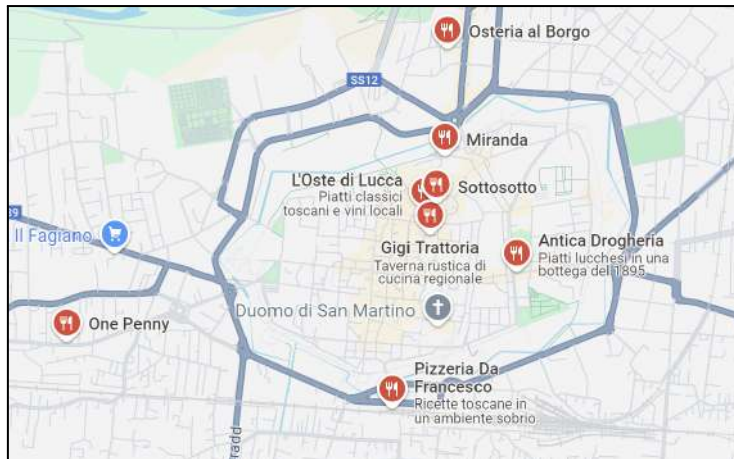 Osteria al Borgo
SS12
Miranda
L'Oste di Lucca
Piatti classici
toscani e vini locali
Sottosotto
Il Fagiano
Gigi Trattoria
Taverna rustica di
cucina regionale
Antica Drogheria
Piatti lucchesi in una
bottega del 1895
Duomo di San Martino
One Penny
Pizzeria Da
Francesco
Ricette toscane in
un ambiente sobrio